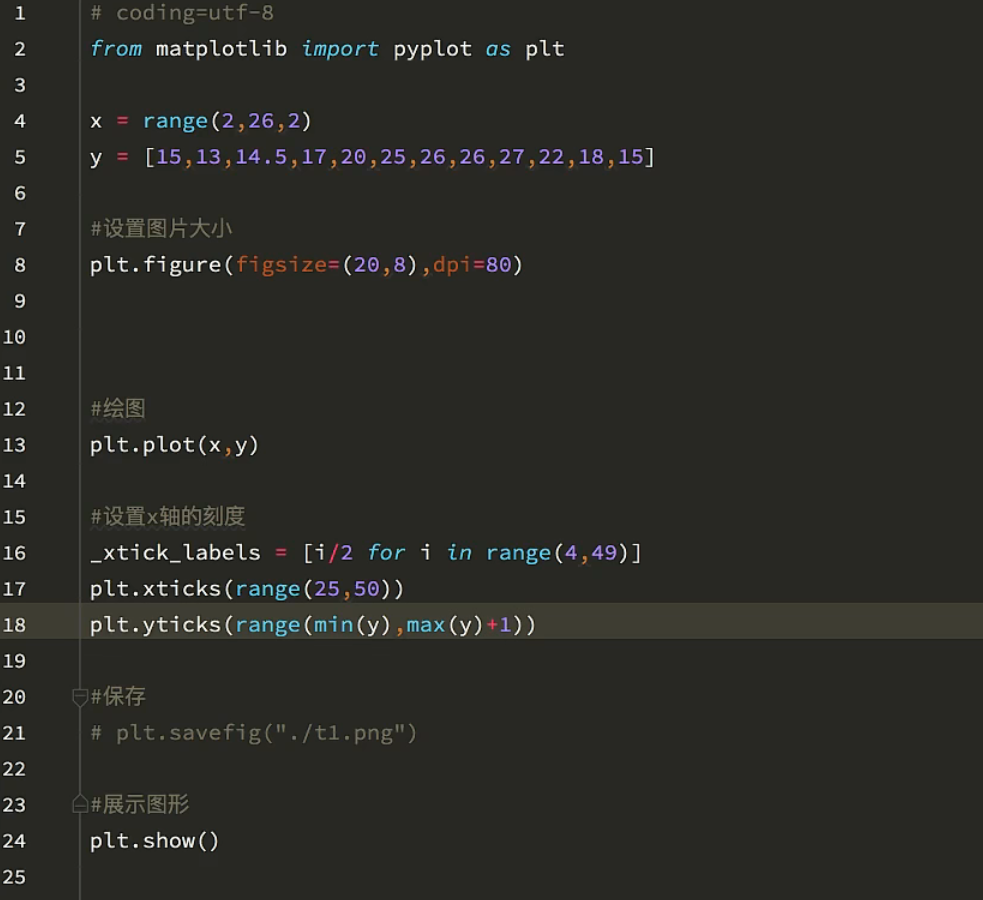 1 # coding=utf-8
2 from matplotlib import pyplot as plt
3
4 x = range(2,26,2)
5 y = [15,13,14.5,17,20,25,26,26,27,22,18,15]
6
7 #设置图片大小
8 plt.figure(figsize=(20,8),dpi=80)
9
10
11
12 #绘图
13 plt.plot(x,y)
14
15 #设置x轴的刻度
16 _xtick_labels = [i/2 for i in range(4,49)]
17 plt.xticks(range(25,50))
18 plt.yticks(range(min(y),max(y)+1))
19
20 #保存
21 # plt.savefig("./t1.png")
22
23 #展示图形
24 plt.show()
25